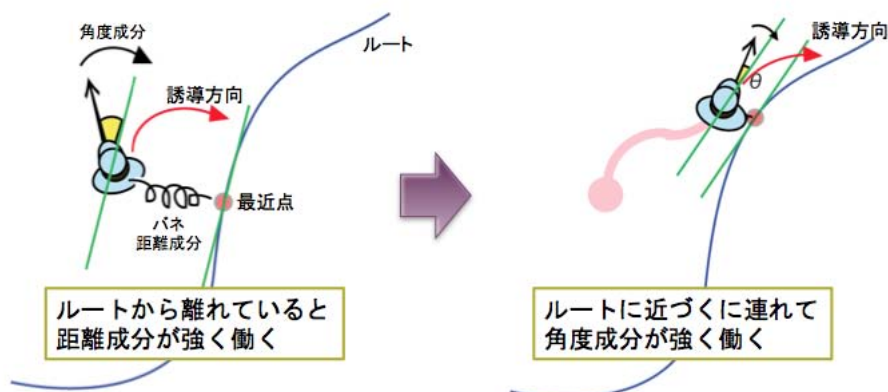 角度成分
誘導方向
ルート
最近点
バネ
距離成分
ルートから離れていると
距離成分が強く働く
誘導方向
θ
ルートに近づくに連れて
角度成分が強く働く